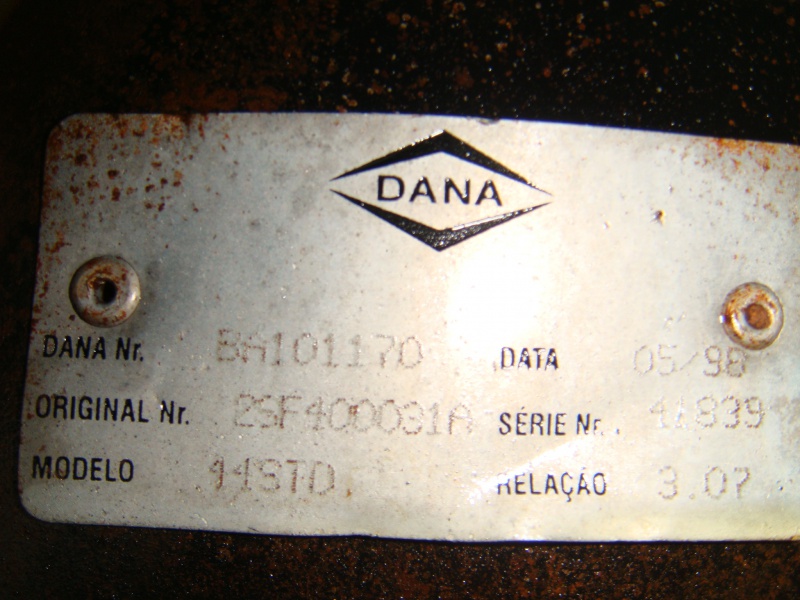 DANA
DANA Nr. BA101170 DATA 05/98
ORIGINAL Nr. 2SF400031A SÉRIE Nr.
MODELO 44STD RELAÇÃO 3.07